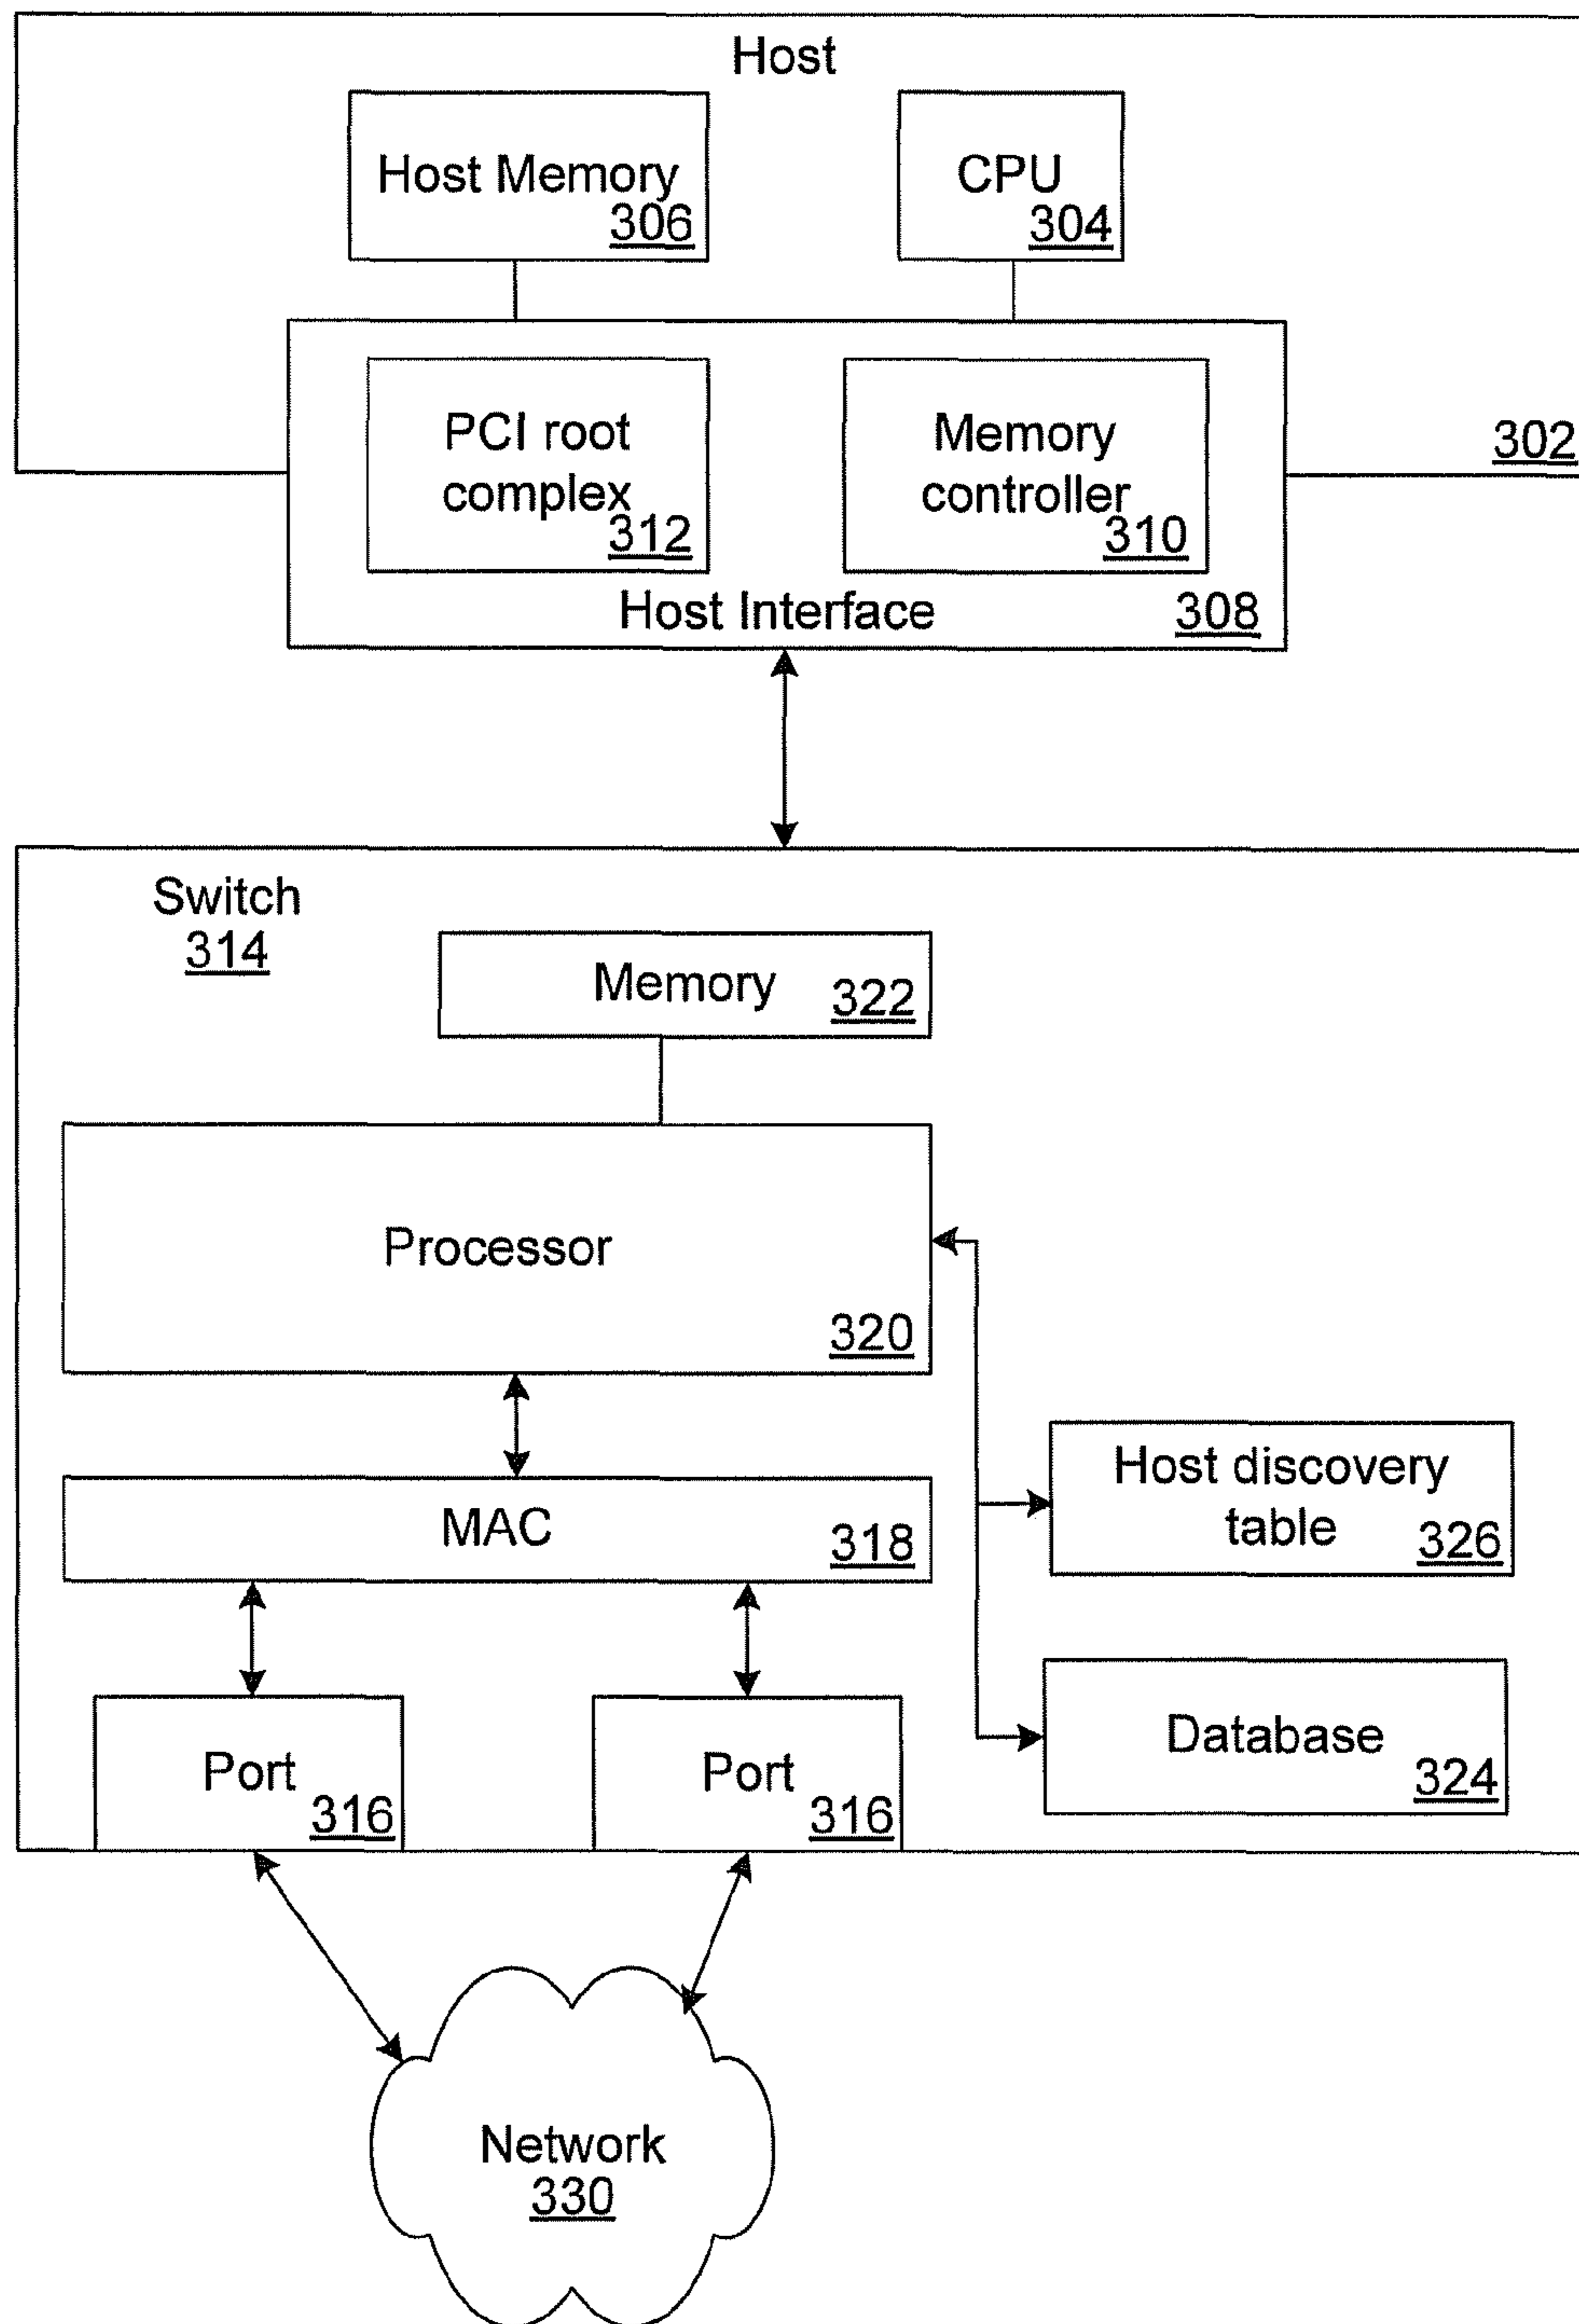 Host
Host Memory
306
CPU
304
PCI root
complex
312
Memory
controller
310
302
Host Interface
308
Switch
314
Memory
322
Processor
320
MAC
318
Host discovery
table
326
Port
316
Port
316
Database
324
Network
330